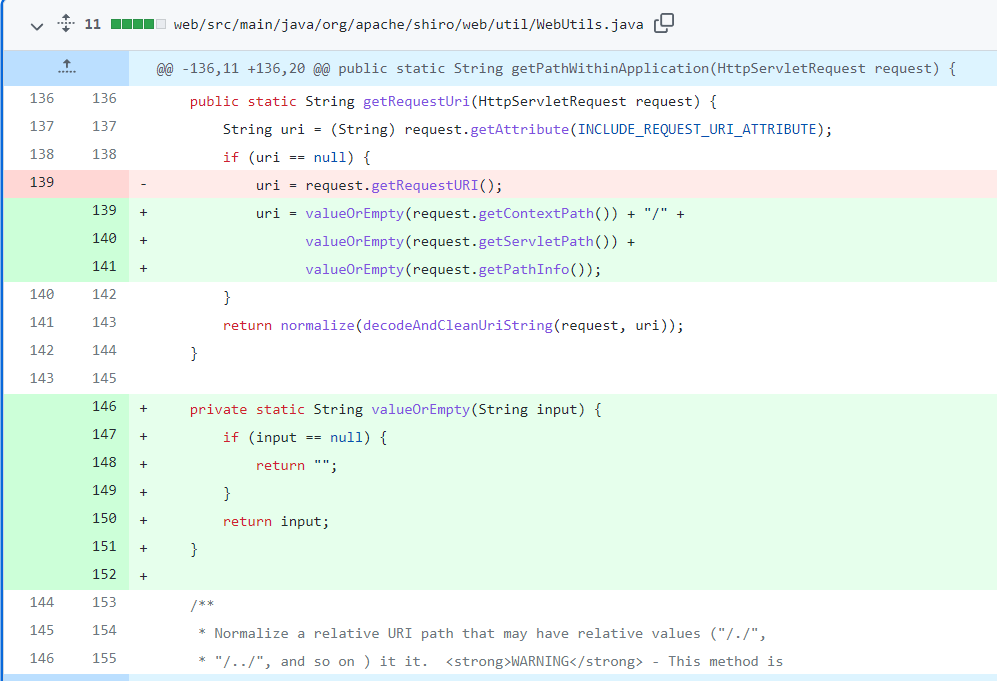 11 web/src/main/java/org/apache/shiro/web/util/WebUtils.java
@@ -136,11 +136,20 @@ public static String getPathWithinApplication(HttpServletRequest request) {
136 136 public static String getRequestUri(HttpServletRequest request) {
137 137 String uri = (String) request.getAttribute(INCLUDE_REQUEST_URI_ATTRIBUTE);
138 138 if (uri == null) {
139 - uri = request.getRequestURI();
139 + uri = valueOrEmpty(request.getContextPath()) + "/" +
140 + valueOrEmpty(request.getServletPath()) +
141 + valueOrEmpty(request.getPathInfo());
140 142 }
141 143 return normalize(decodeAndCleanUriString(request, uri));
142 144 }
143 145
146 + private static String valueOrEmpty(String input) {
147 + if (input == null) {
148 + return "";
149 + }
150 + return input;
151 + }
152 +
144 153 /**
145 154 * Normalize a relative URI path that may have relative values ("/./",
146 155 * "/../", and so on ) it it. <strong>WARNING</strong> - This method is